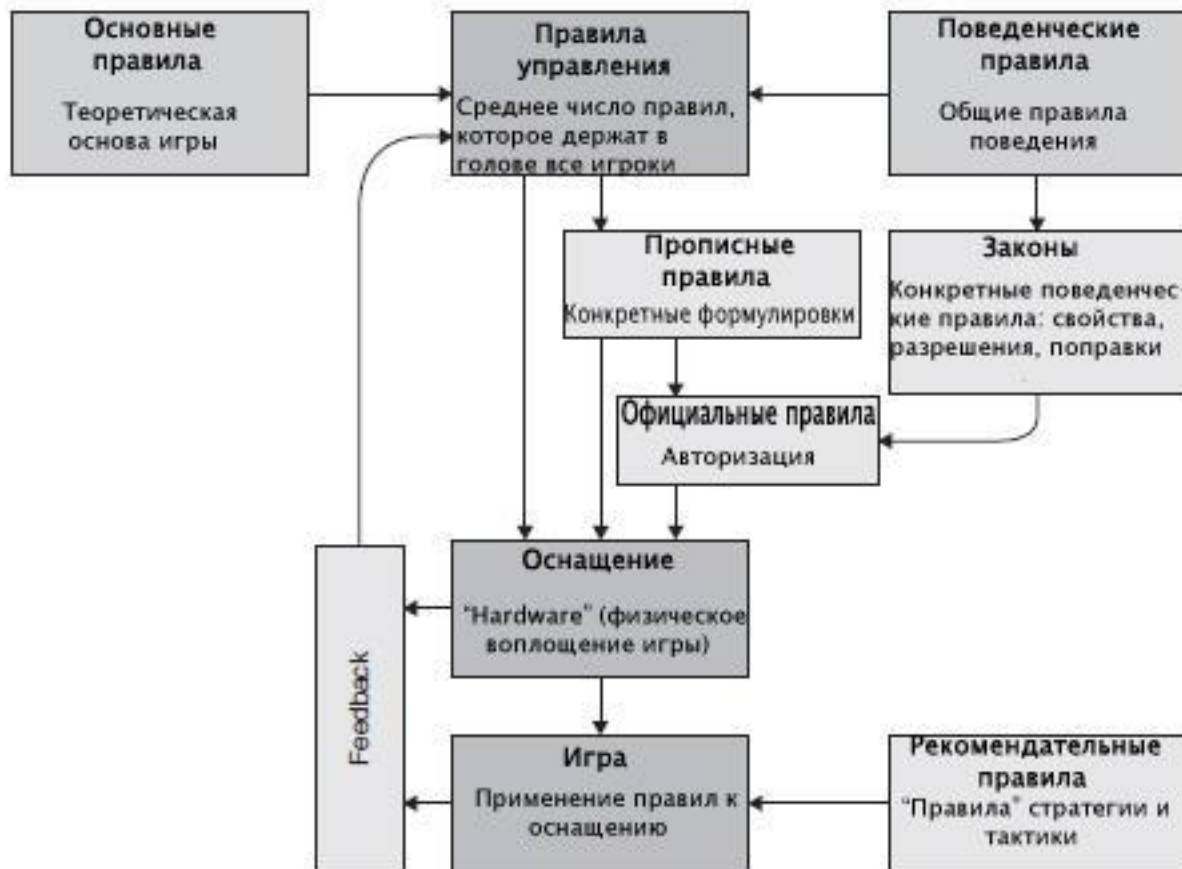 Основные
правила
Теоретическая
основа игры
Правила
управления
Среднее число правил,
которое держат в
голове все игроки
Поведенческие
правила
Общие правила
поведения
Прописные
правила
Конкретные формулировки
Законы
Конкретные поведенчес-
кие правила: свойства,
разрешения, поправки
Официальные правила
Авторизация
Оснащение
"Hardware" (физическое
воплощение игры)
Feedback
Игра
Применение правил к
оснащению
Рекомендательные
правила
"Правила" стратегии и
тактики